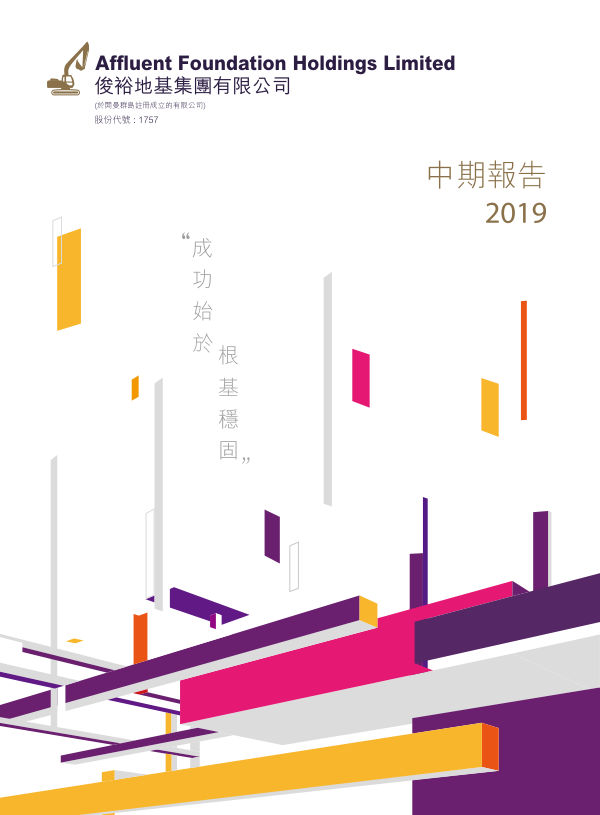 Affluent Foundation Holdings Limited
俊裕地基集團有限公司
(於開曼群島註冊成立的有限公司)
股份代號 : 1757
中期報告
2019
“成功始於
根基穩固”